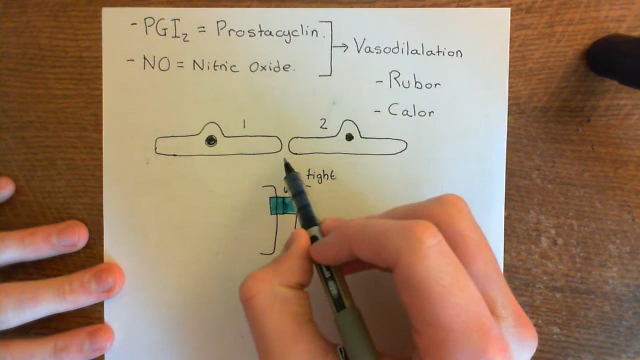 - PGI₂ = Prostacyclin.
- NO = Nitric Oxide.
→ Vasodilalation
- Rubor
- Calor
1
2
tight